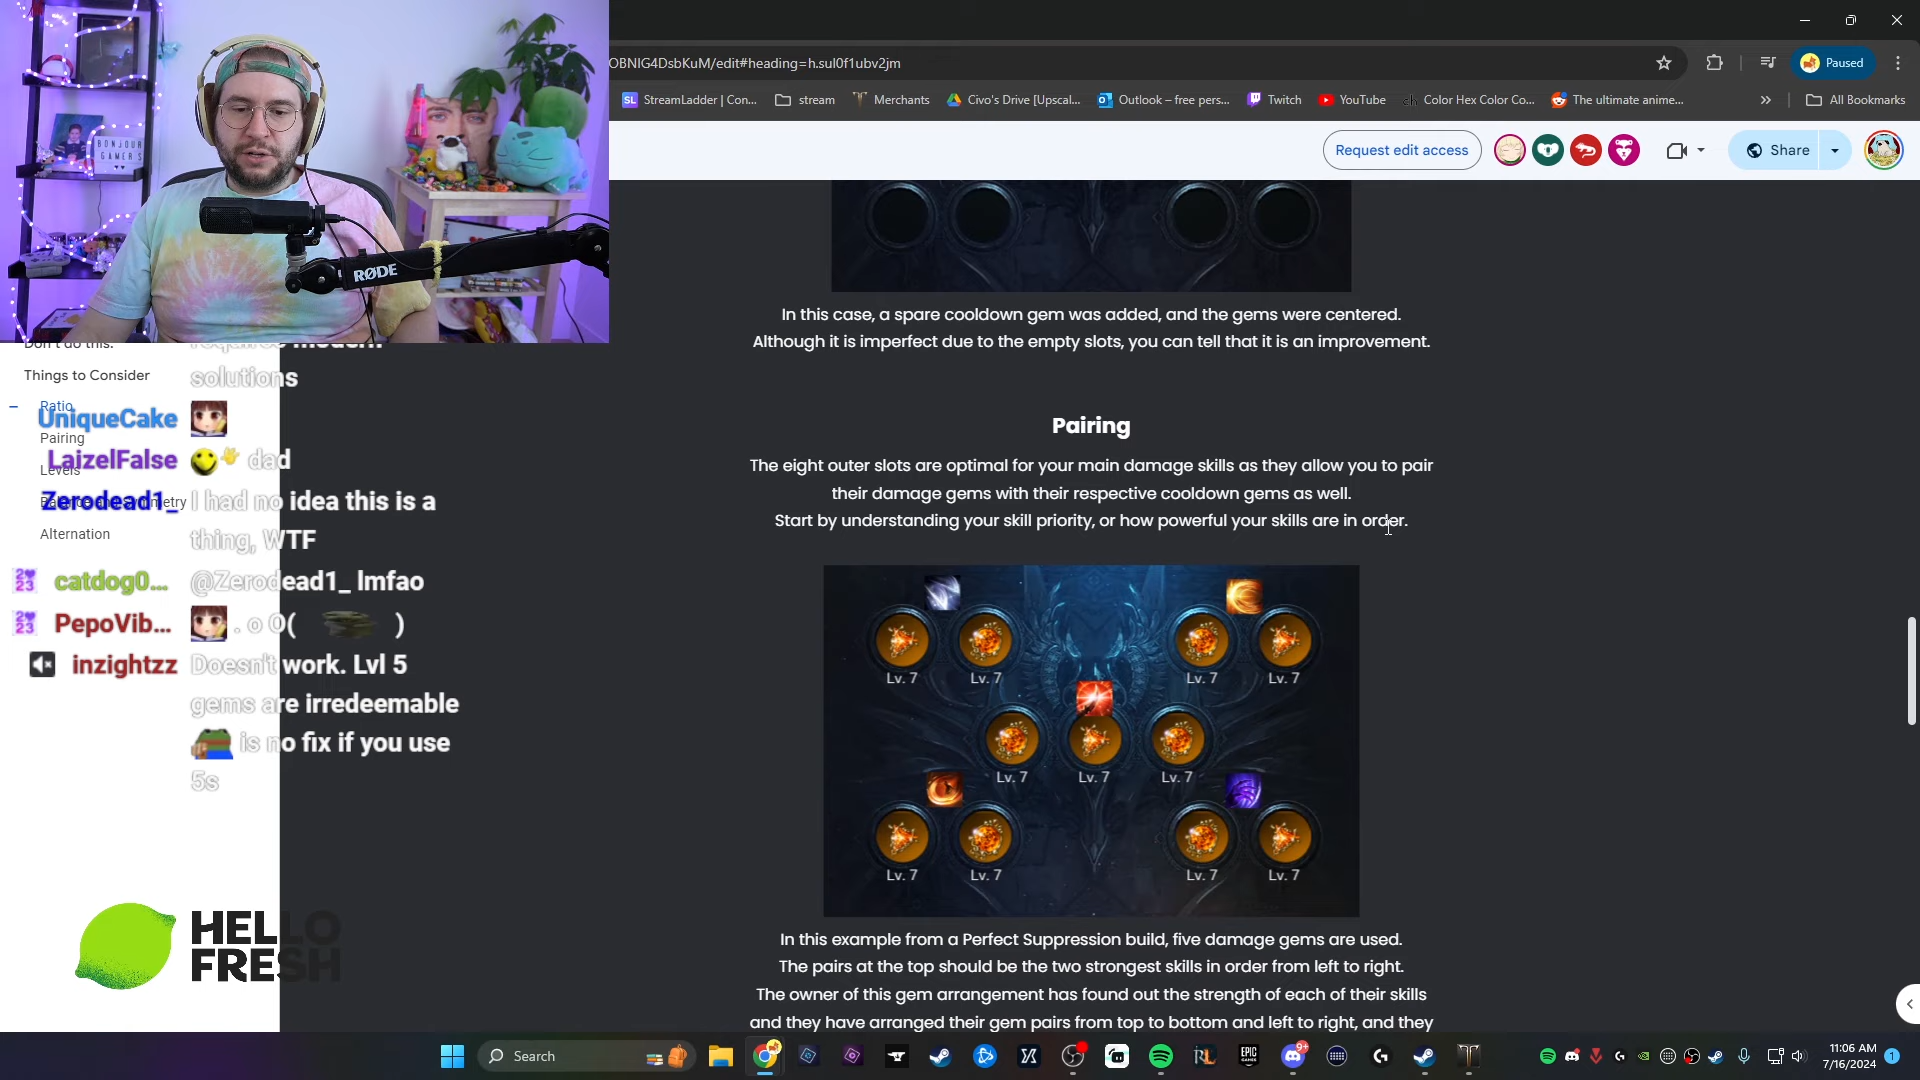 OBNIG4DsbKuM/edit#heading=h.sul0f1ubv2jm
Paused
StreamLadder | Con...
stream
Merchants
Civo's Drive [Upscal...
Outlook – free pers...
Twitch
YouTube
Color Hex Color Co...
The ultimate anime...
All Bookmarks
Request edit access
Share
BONJOUR
GAMERS
RØDE
In this case, a spare cooldown gem was added, and the gems were centered.
Although it is imperfect due to the empty slots, you can tell that it is an improvement.
Pairing
The eight outer slots are optimal for your main damage skills as they allow you to pair
their damage gems with their respective cooldown gems as well.
Start by understanding your skill priority, or how powerful your skills are in order.
Lv. 7 Lv. 7 Lv. 7 Lv. 7
Lv. 7 Lv. 7 Lv. 7
Lv. 7 Lv. 7 Lv. 7 Lv. 7
In this example from a Perfect Suppression build, five damage gems are used.
The pairs at the top should be the two strongest skills in order from left to right.
The owner of this gem arrangement has found out the strength of each of their skills
and they have arranged their gem pairs from top to bottom and left to right, and they
Don't do this.
Things to Consider
Ratio
Pairing
Levels
Alternation
solutions
UniqueCake
LaizelFalse dad
Zerodead1_ I had no idea this is a
thing, WTF
catdog0... @Zerodead1_ lmfao
PepoVib... . o O( )
inzightzz Doesn't work. Lvl 5
gems are irredeemable
is no fix if you use
5s
HELLO
FRESH
Search
11:06 AM
7/16/2024